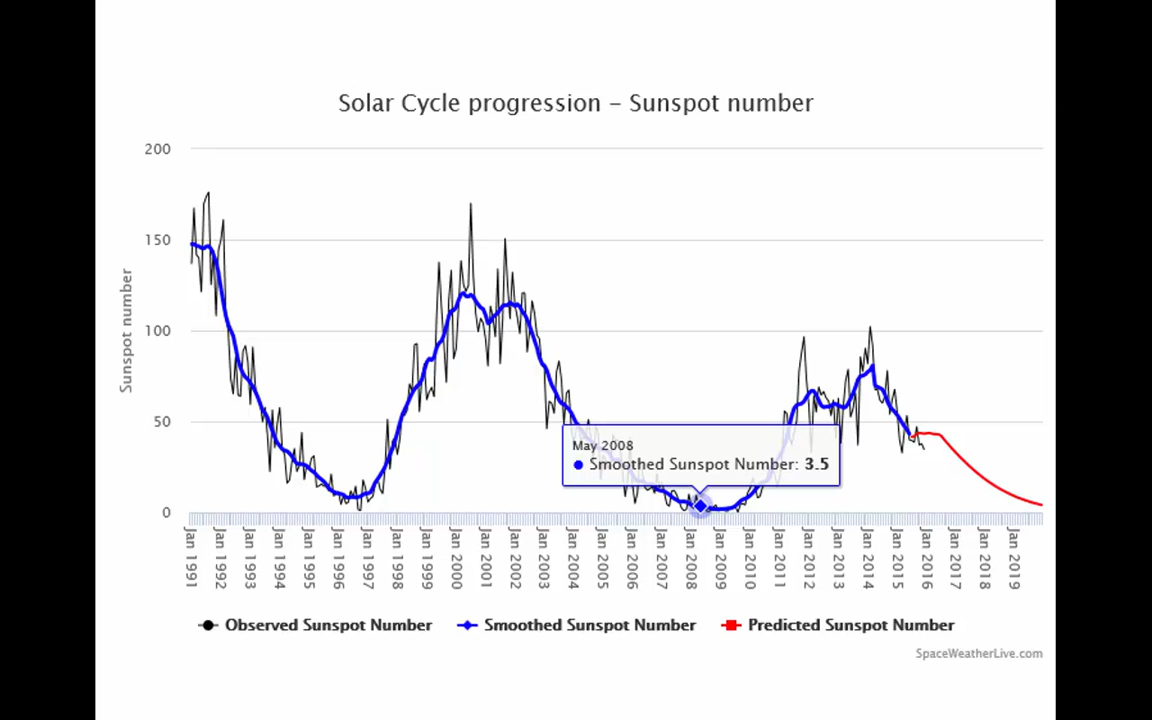 Solar Cycle progression – Sunspot number
200
150
100
50
0
Sunspot number
May 2008
Smoothed Sunspot Number: 3.5
Jan 1991
Jan 1992
Jan 1993
Jan 1994
Jan 1995
Jan 1996
Jan 1997
Jan 1998
Jan 1999
Jan 2000
Jan 2001
Jan 2002
Jan 2003
Jan 2004
Jan 2005
Jan 2006
Jan 2007
Jan 2008
Jan 2009
Jan 2010
Jan 2011
Jan 2012
Jan 2013
Jan 2014
Jan 2015
Jan 2016
Jan 2017
Jan 2018
Jan 2019
Observed Sunspot Number Smoothed Sunspot Number Predicted Sunspot Number
SpaceWeatherLive.com